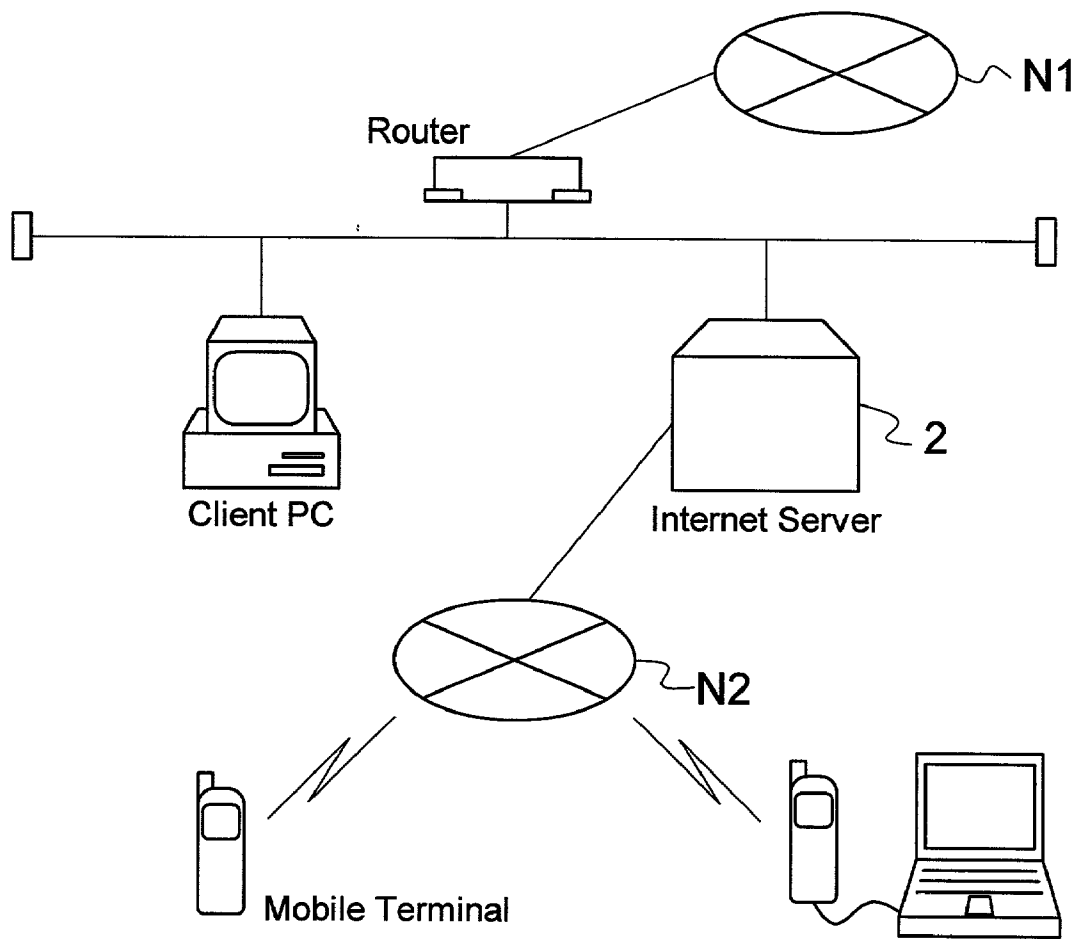 N1
Router
2
Client PC
Internet Server
N2
Mobile Terminal